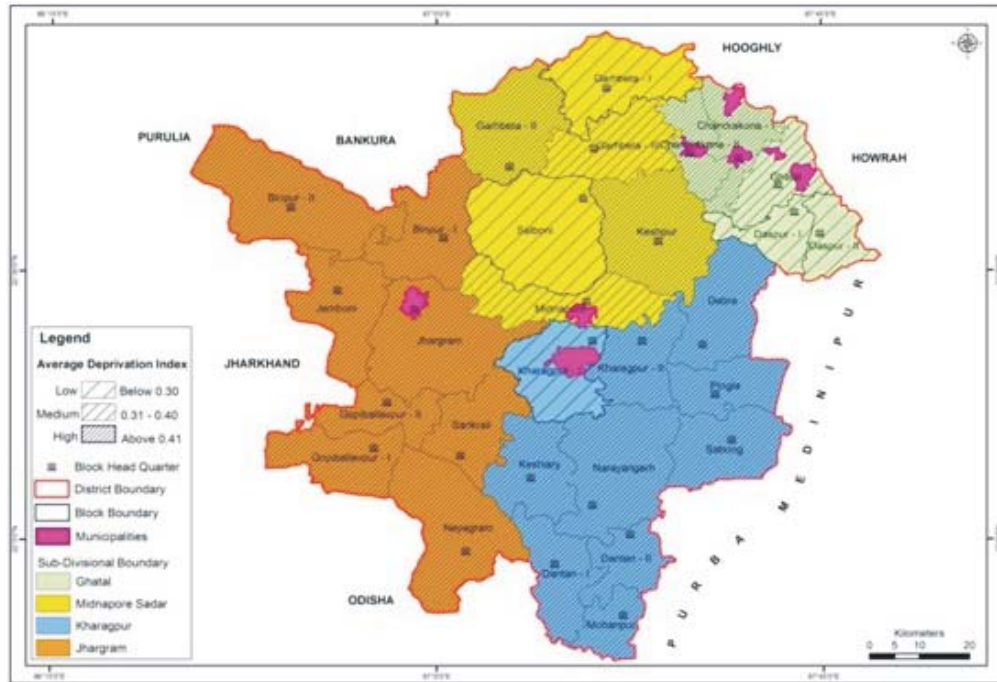 HOOGHLY
PURULIA
BANKURA
HOWRAH
JHARKHAND
ODISHA
PURBA MEDINIPUR
Garhbeta - I
Garhbeta - II
Chandrakona - I
Ghatal
Daspur - I
Daspur - II
Binpur - II
Binpur - I
Salboni
Keshpur
Jamboni
Jhargram
Debra
Kharagpur - II
Pingla
Sabong
Gopiballavpur - II
Sankrail
Gopiballavpur - I
Keshiary
Narayangarh
Nayagram
Dantan - I
Dantan - II
Mohanpur
Legend
Average Deprivation Index
Low Below 0.30
Medium 0.31 - 0.40
High Above 0.41
Block Head Quarter
District Boundary
Block Boundary
Municipalities
Sub-Divisional Boundary
Ghatal
Midnapore Sadar
Kharagpur
Jhargram
Kilometers
0 5 10 20